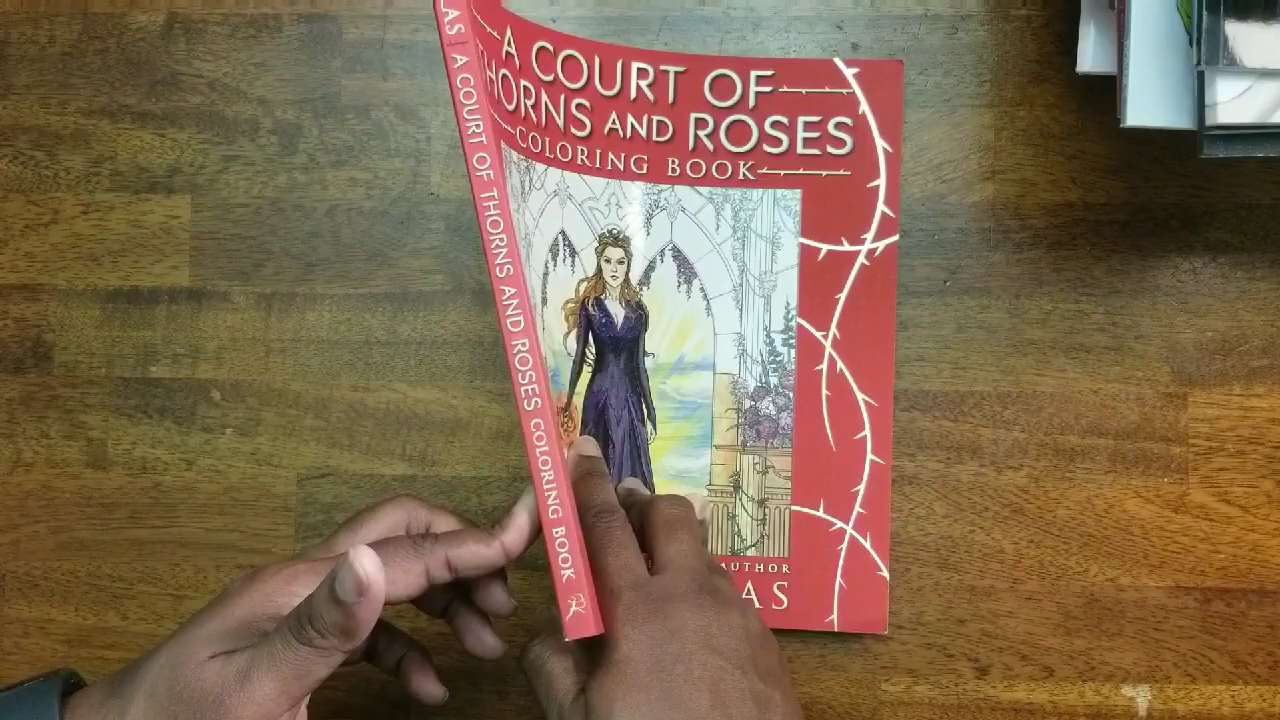 A COURT OF
THORNS AND ROSES
COLORING BOOK
AUTHOR
AS
AS | A COURT OF THORNS AND ROSES COLORING BOOK